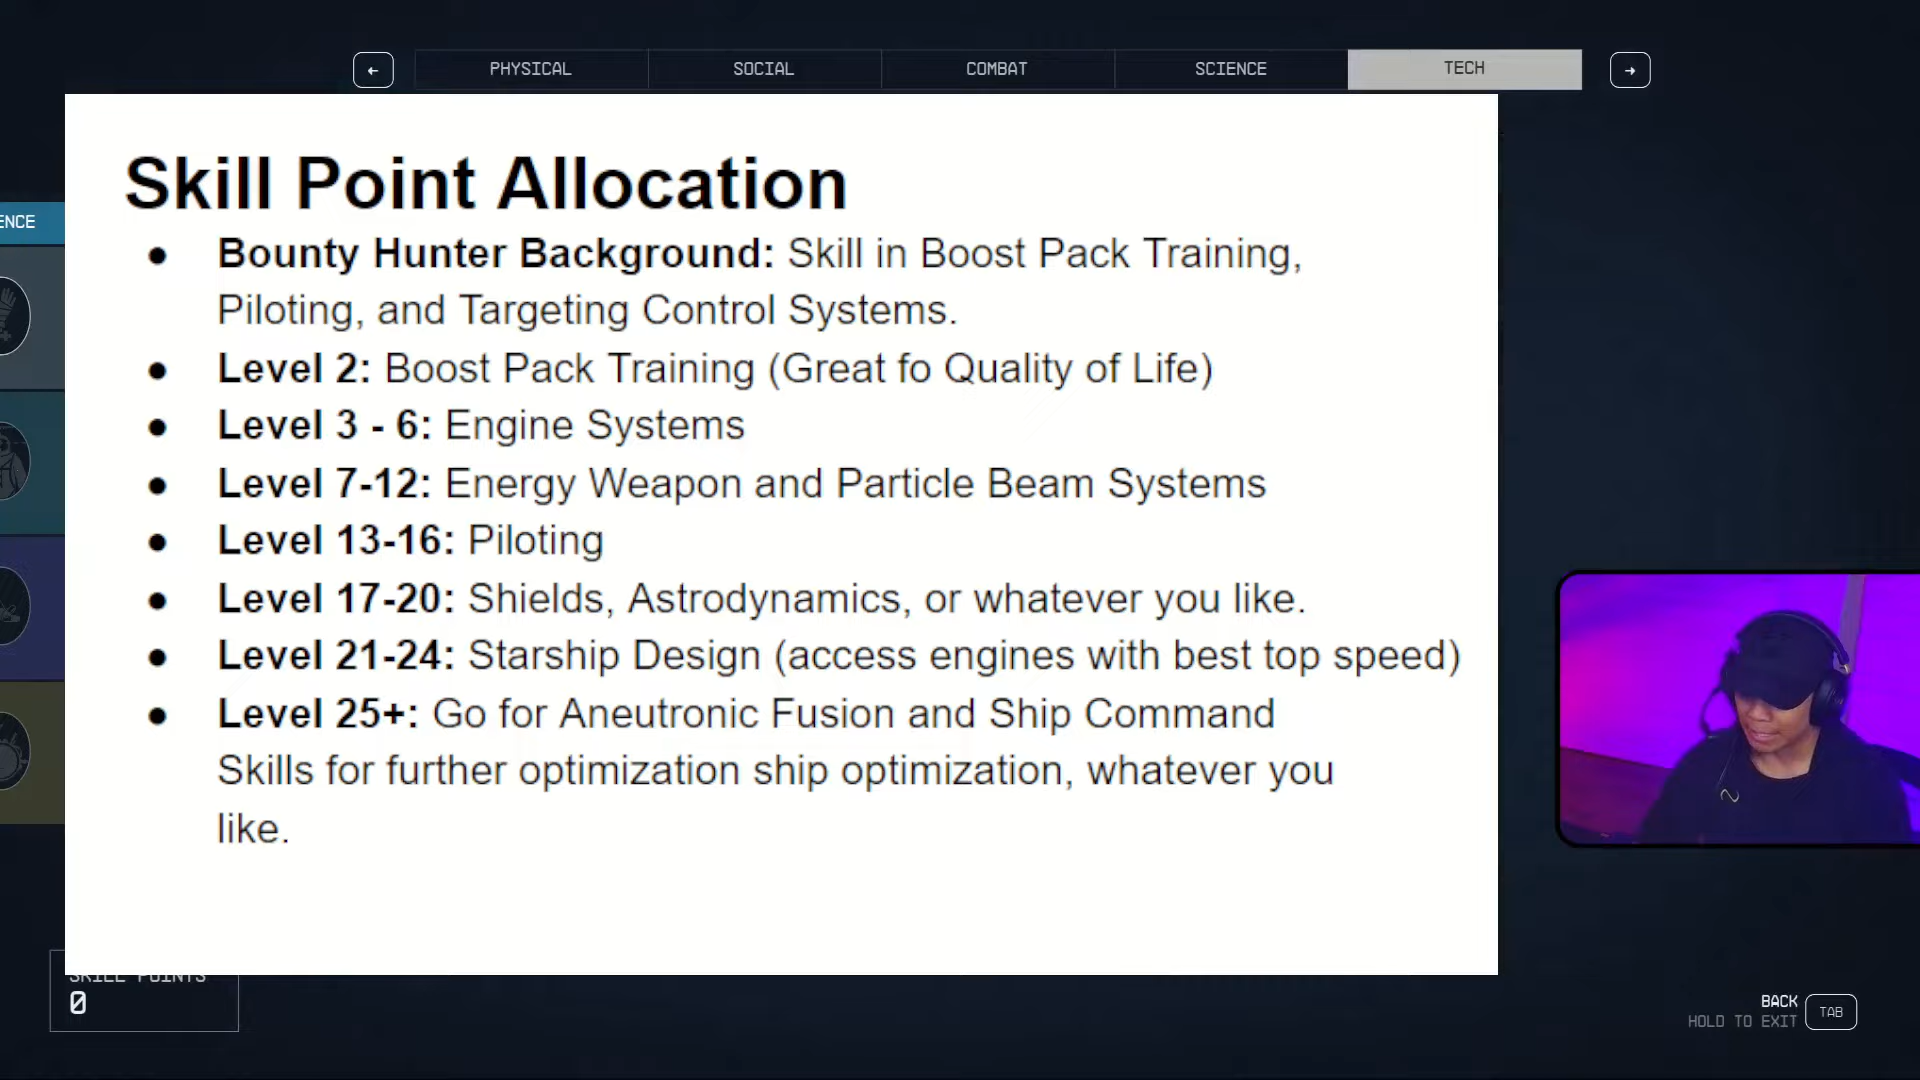 PHYSICAL
SOCIAL
COMBAT
SCIENCE
TECH
Skill Point Allocation
ENCE
● Bounty Hunter Background: Skill in Boost Pack Training,
Piloting, and Targeting Control Systems.
● Level 2: Boost Pack Training (Great fo Quality of Life)
● Level 3 - 6: Engine Systems
● Level 7-12: Energy Weapon and Particle Beam Systems
● Level 13-16: Piloting
● Level 17-20: Shields, Astrodynamics, or whatever you like.
● Level 21-24: Starship Design (access engines with best top speed)
● Level 25+: Go for Aneutronic Fusion and Ship Command
Skills for further optimization ship optimization, whatever you
like.
SKILL POINTS
0
BACK
HOLD TO EXIT
TAB